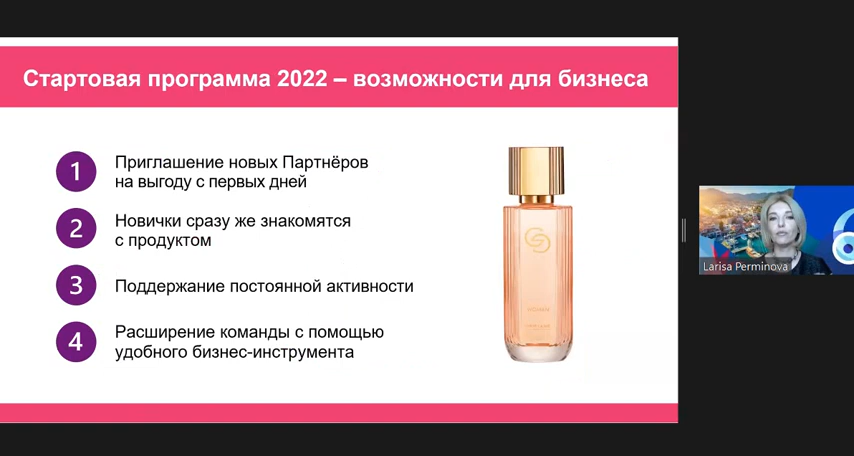 Стартовая программа 2022 – возможности для бизнеса
1
Приглашение новых Партнёров
на выгоду с первых дней
2
Новички сразу же знакомятся
с продуктом
3
Поддержание постоянной активности
4
Расширение команды с помощью
удобного бизнес-инструмента
Larisa Perminova